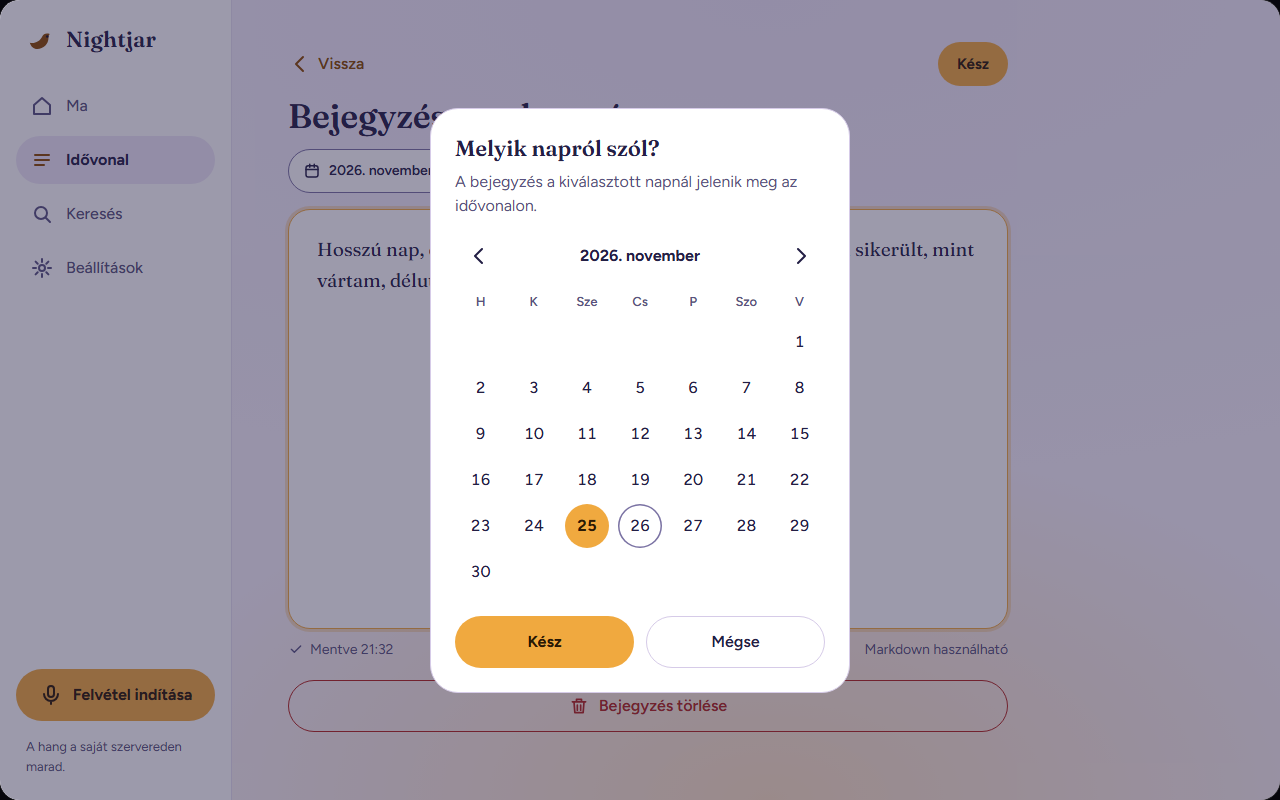 Nightjar
Ma
Idővonal
Keresés
Beállítások
Felvétel indítása
A hang a saját szervereden
marad.
Vissza
Kész
2026. november
Hosszú nap,
sikerült, mint
vártam,
Mentve 21:32
Markdown használható
Bejegyzés törlése
Melyik napról szól?
A bejegyzés a kiválasztott napnál jelenik meg az
idővonalon.
2026. november
H K Sze Cs P Szo V
1
2 3 4 5 6 7 8
9 10 11 12 13 14 15
16 17 18 19 20 21 22
23 24 25 26 27 28 29
30
Kész
Mégse